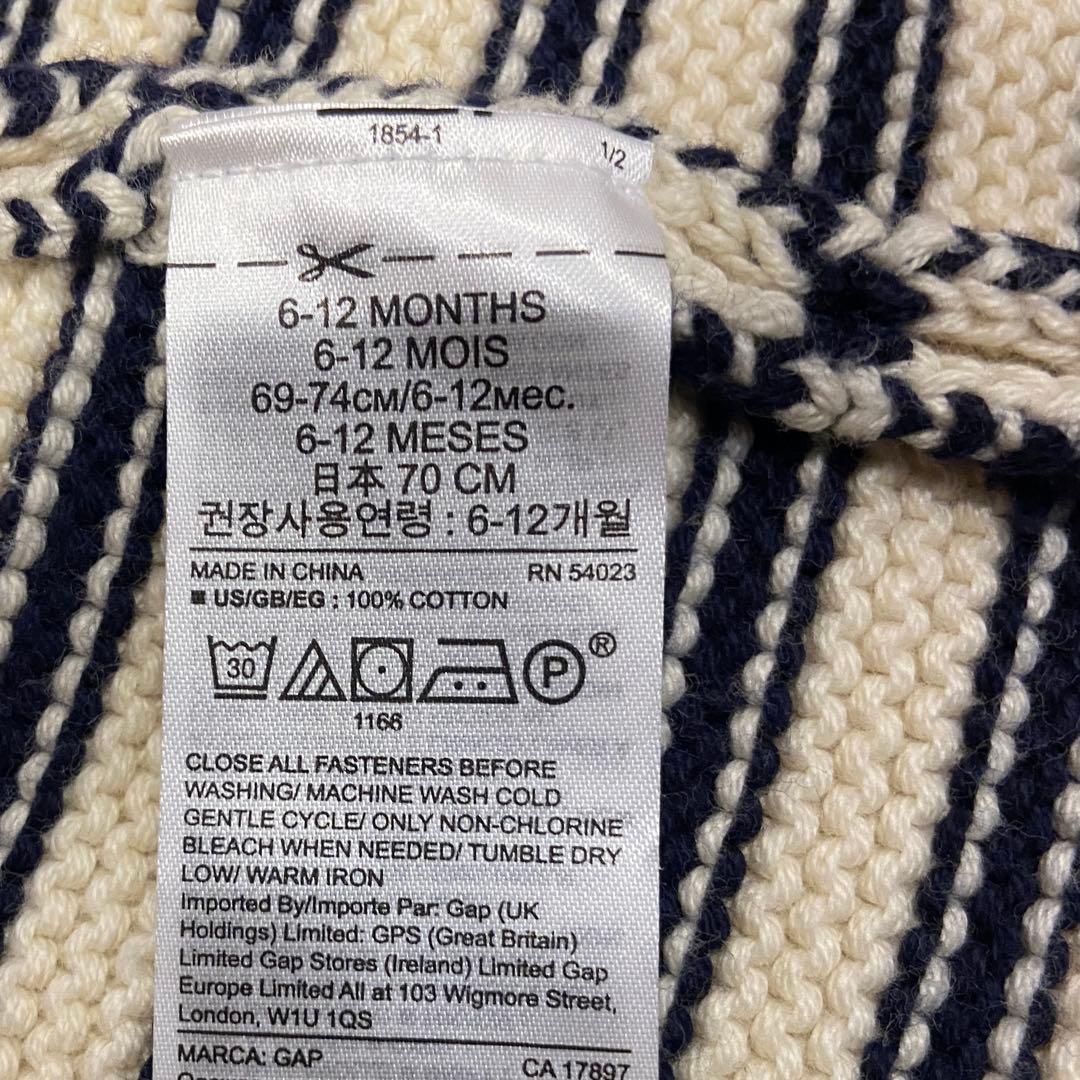 1854-1
1/2
6-12 MONTHS
6-12 MOIS
69-74см/6-12мес.
6-12 MESES
日本 70 CM
권장사용연령 : 6-12개월
MADE IN CHINA RN 54023
■ US/GB/EG : 100% COTTON
30 P ®
1166
CLOSE ALL FASTENERS BEFORE
WASHING/ MACHINE WASH COLD
GENTLE CYCLE/ ONLY NON-CHLORINE
BLEACH WHEN NEEDED/ TUMBLE DRY
LOW/ WARM IRON
Imported By/Importe Par: Gap (UK
Holdings) Limited: GPS (Great Britain)
Limited Gap Stores (Ireland) Limited Gap
Europe Limited All at 103 Wigmore Street,
London, W1U 1QS
MARCA: GAP CA 17897